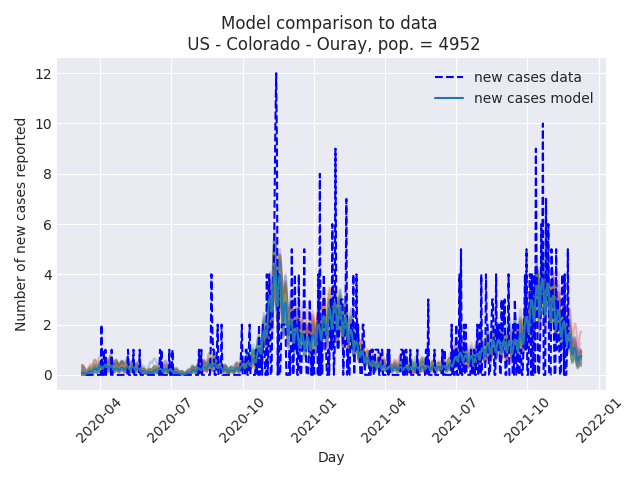 Model comparison to data
US - Colorado - Ouray, pop. = 4952
new cases data
new cases model
Number of new cases reported
12
10
8
6
4
2
0
2020-04
2020-07
2020-10
2021-01
2021-04
2021-07
2021-10
2022-01
Day